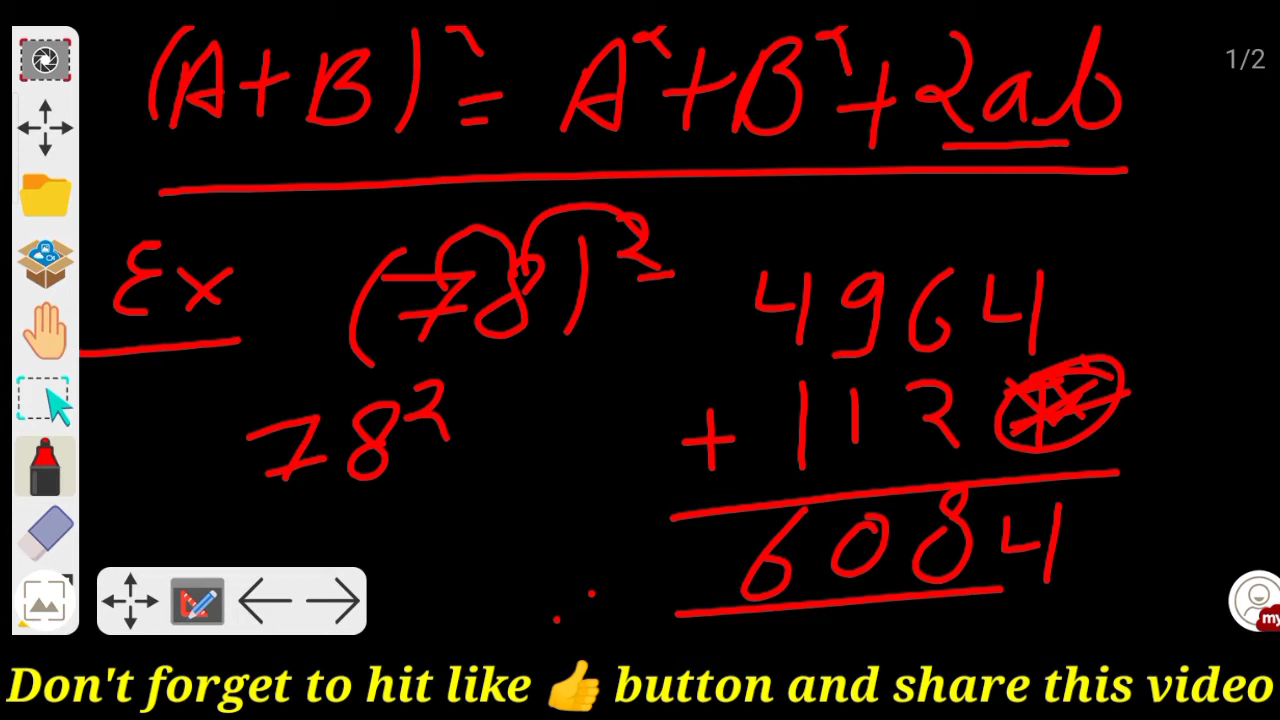 1/2
(A+B)² = A² + B² + 2ab
Ex (78)² 4964
78² + 112
6084
my
Don't forget to hit like 👍 button and share this video